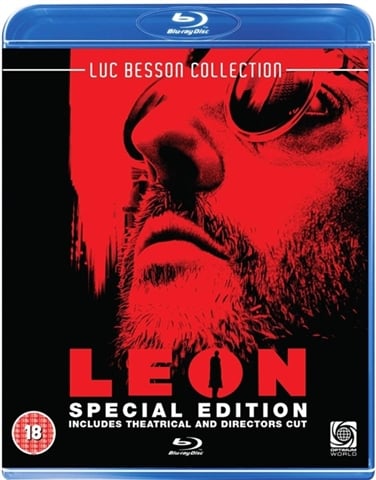 Blu-ray Disc
LUC BESSON COLLECTION
LEON
SPECIAL EDITION
INCLUDES THEATRICAL AND DIRECTORS CUT
18
Blu-ray Disc
OPTIMUM
WORLD